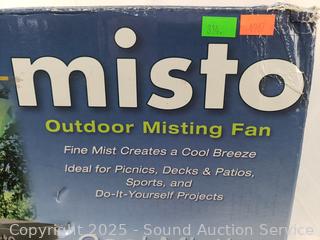 misto
Outdoor Misting Fan
Fine Mist Creates a Cool Breeze
Ideal for Picnics, Decks & Patios,
Sports, and
Do-It-Yourself Projects
Copyright © 2025 - Sound Auction Service